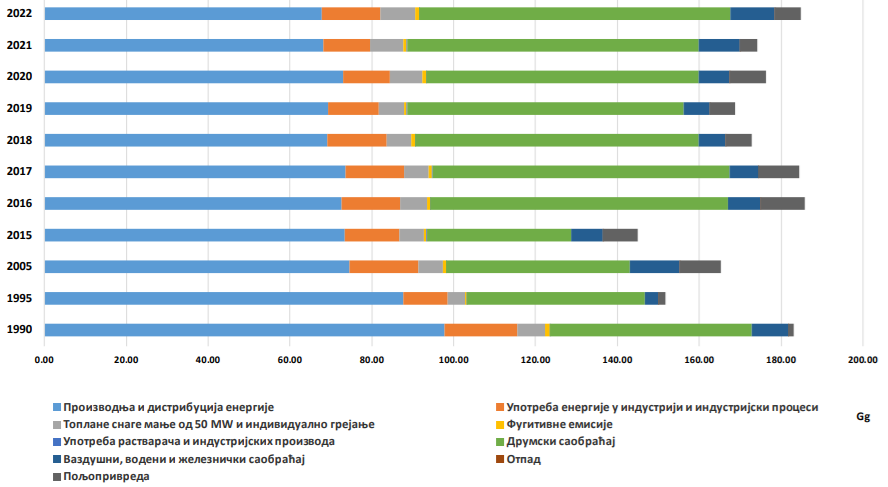 2022
2021
2020
2019
2018
2017
2016
2015
2005
1995
1990
0.00 20.00 40.00 60.00 80.00 100.00 120.00 140.00 160.00 180.00 200.00
Производња и дистрибуција енергије
Употреба енергије у индустрији и индустријски процеси
Gg
Топлане снаге мање од 50 MW и индивидуално грејање
Фугитивне емисије
Употреба растварача и индустријских производа
Друмски саобраћај
Ваздушни, водени и железнички саобраћај
Отпад
Пољопривреда